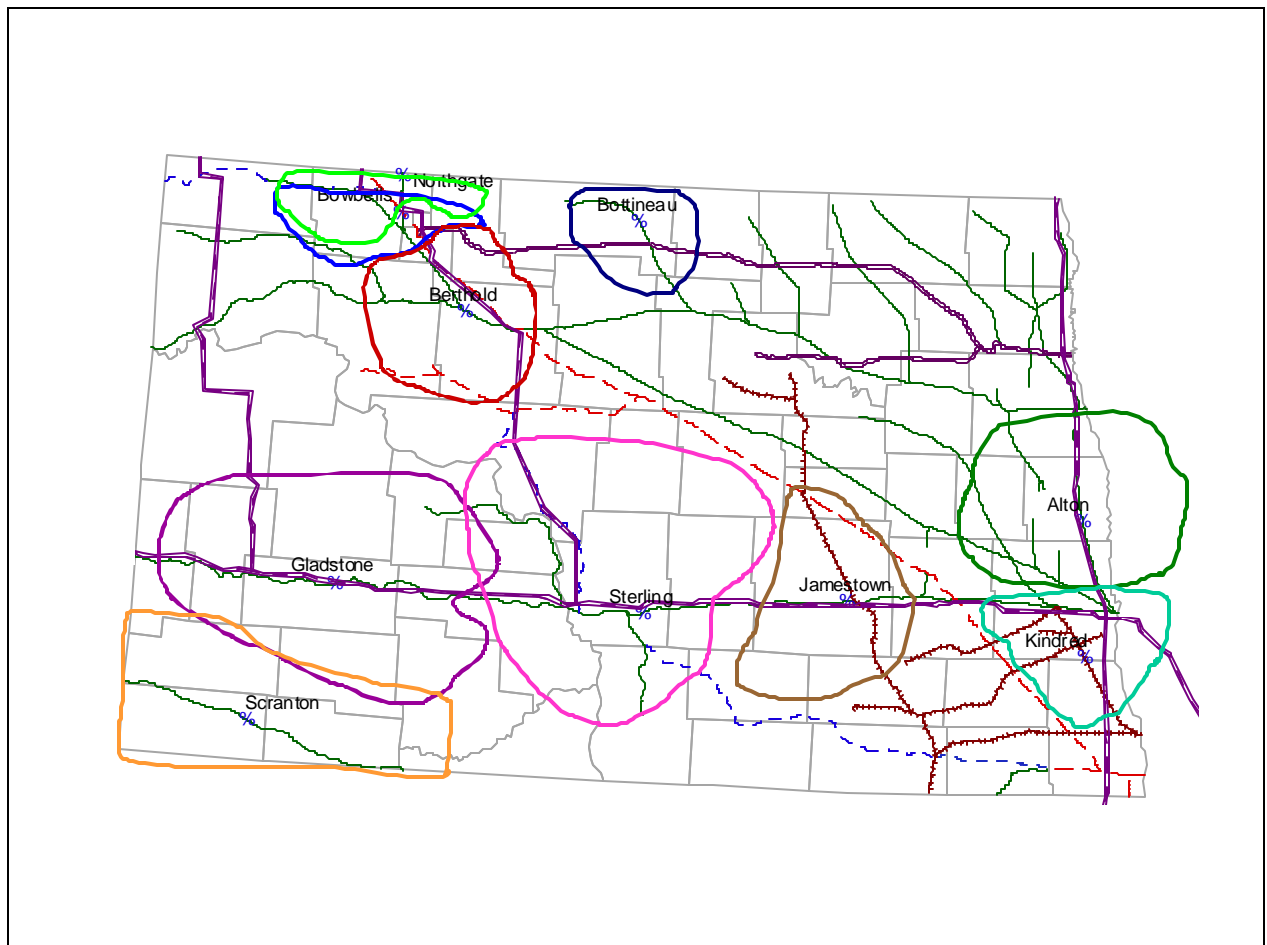 Northgate
Bowbells
Bottineau
Berthold
Alton
Gladstone
Jamestown
Sterling
Kindred
Scranton